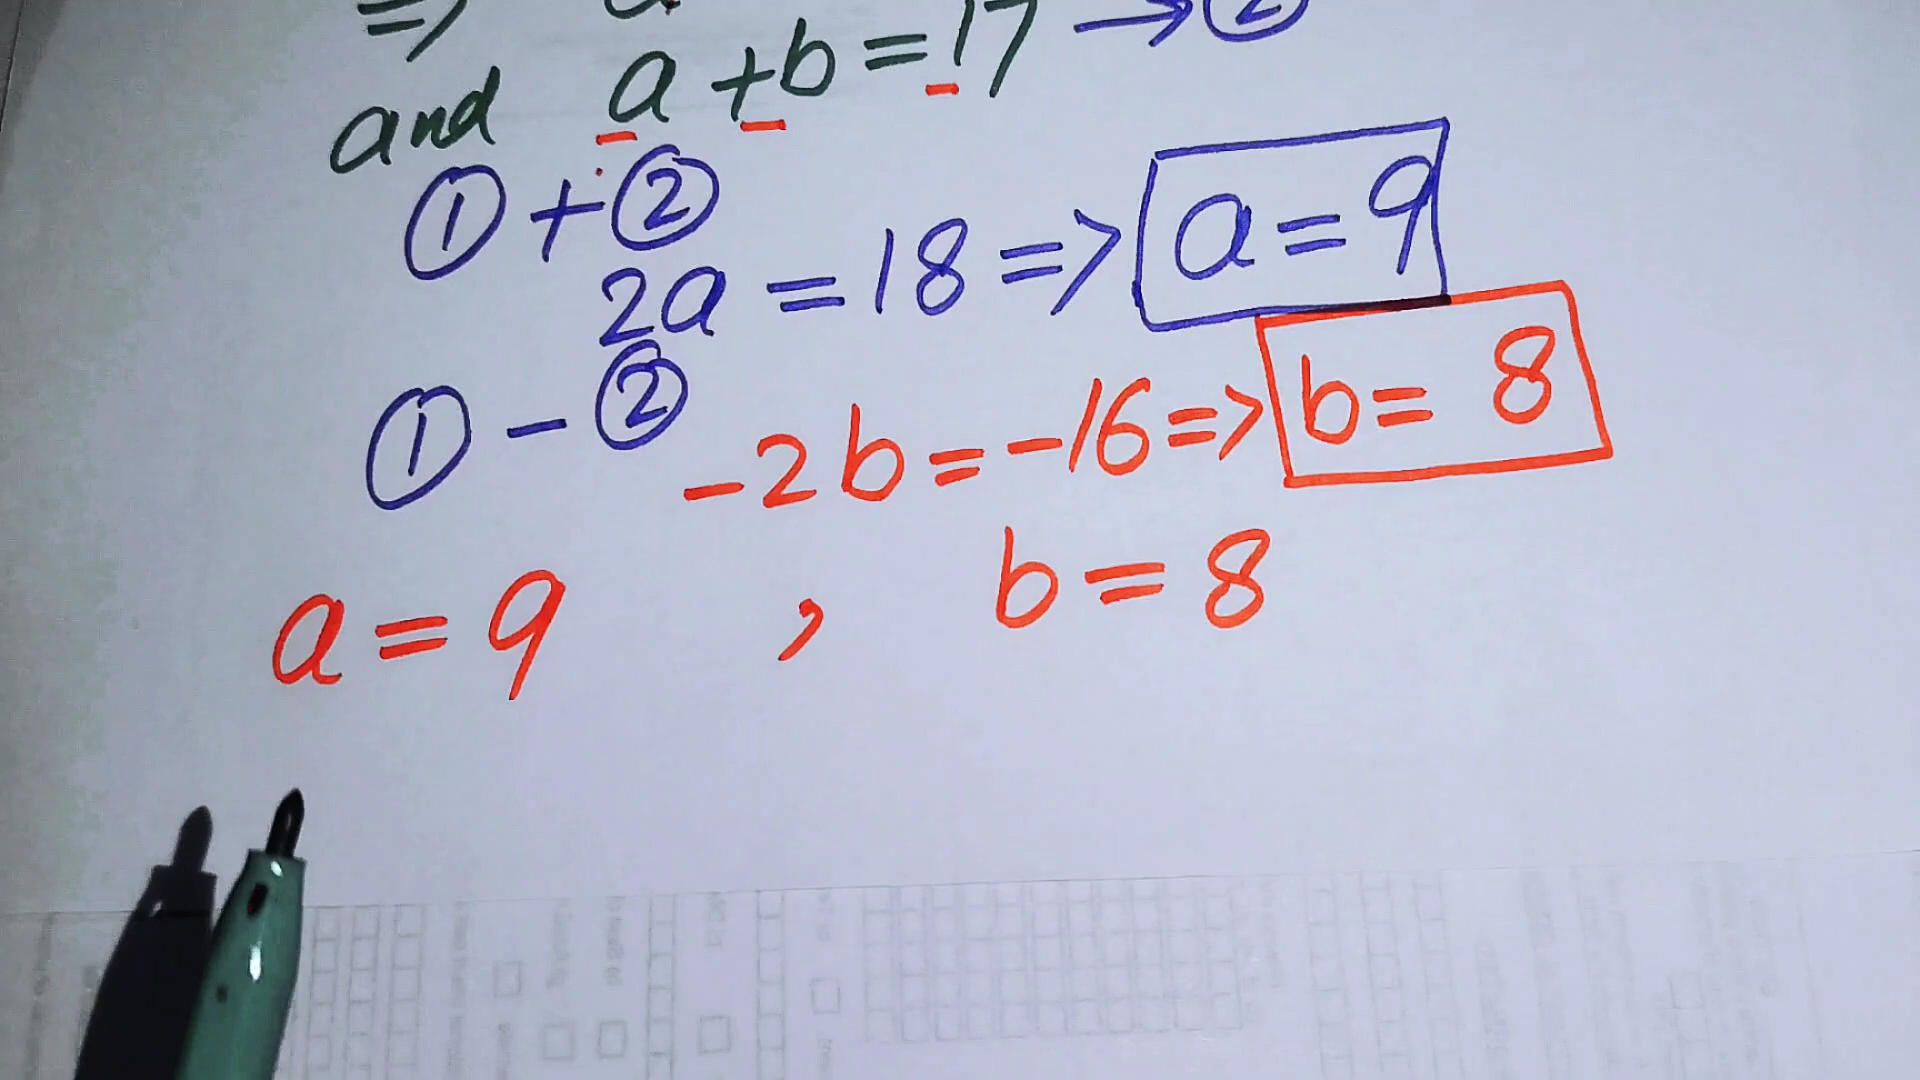 => a
and a + b = 17 → ②
① + ②
2a = 18 => a = 9
① - ②
-2b = -16 => b = 8
a = 9 , b = 8